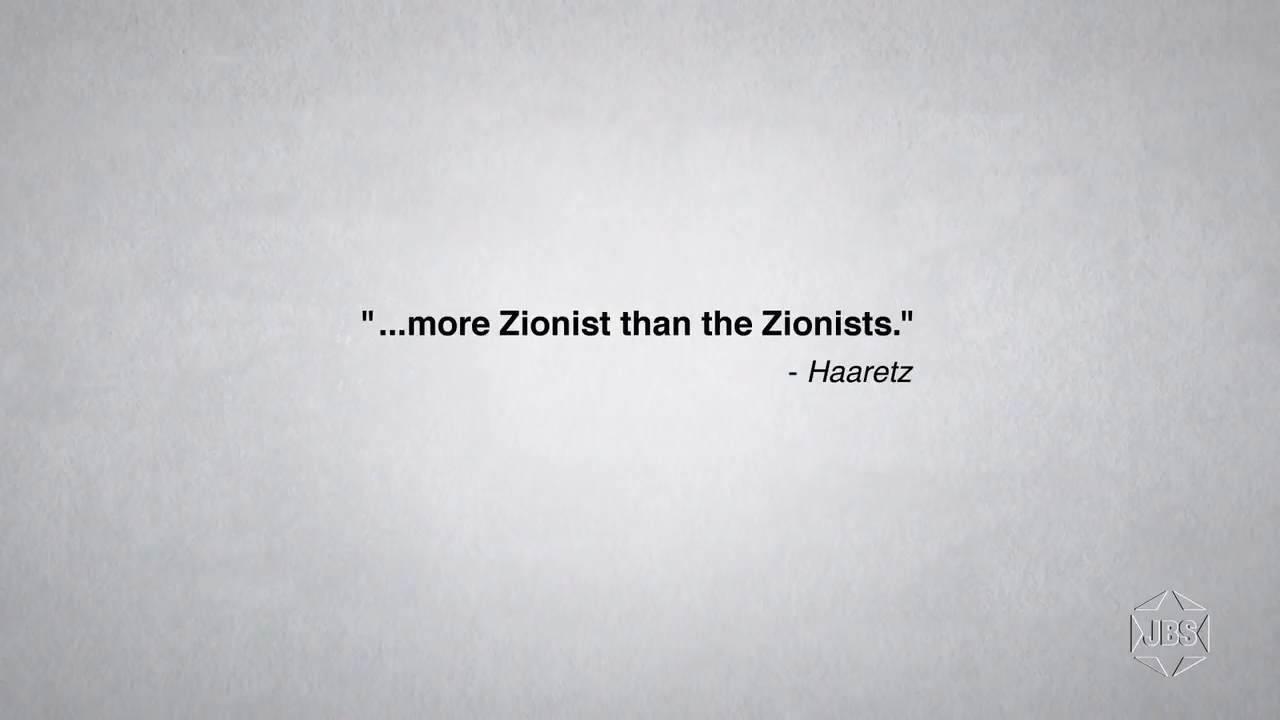 "...more Zionist than the Zionists."
- Haaretz
JBS